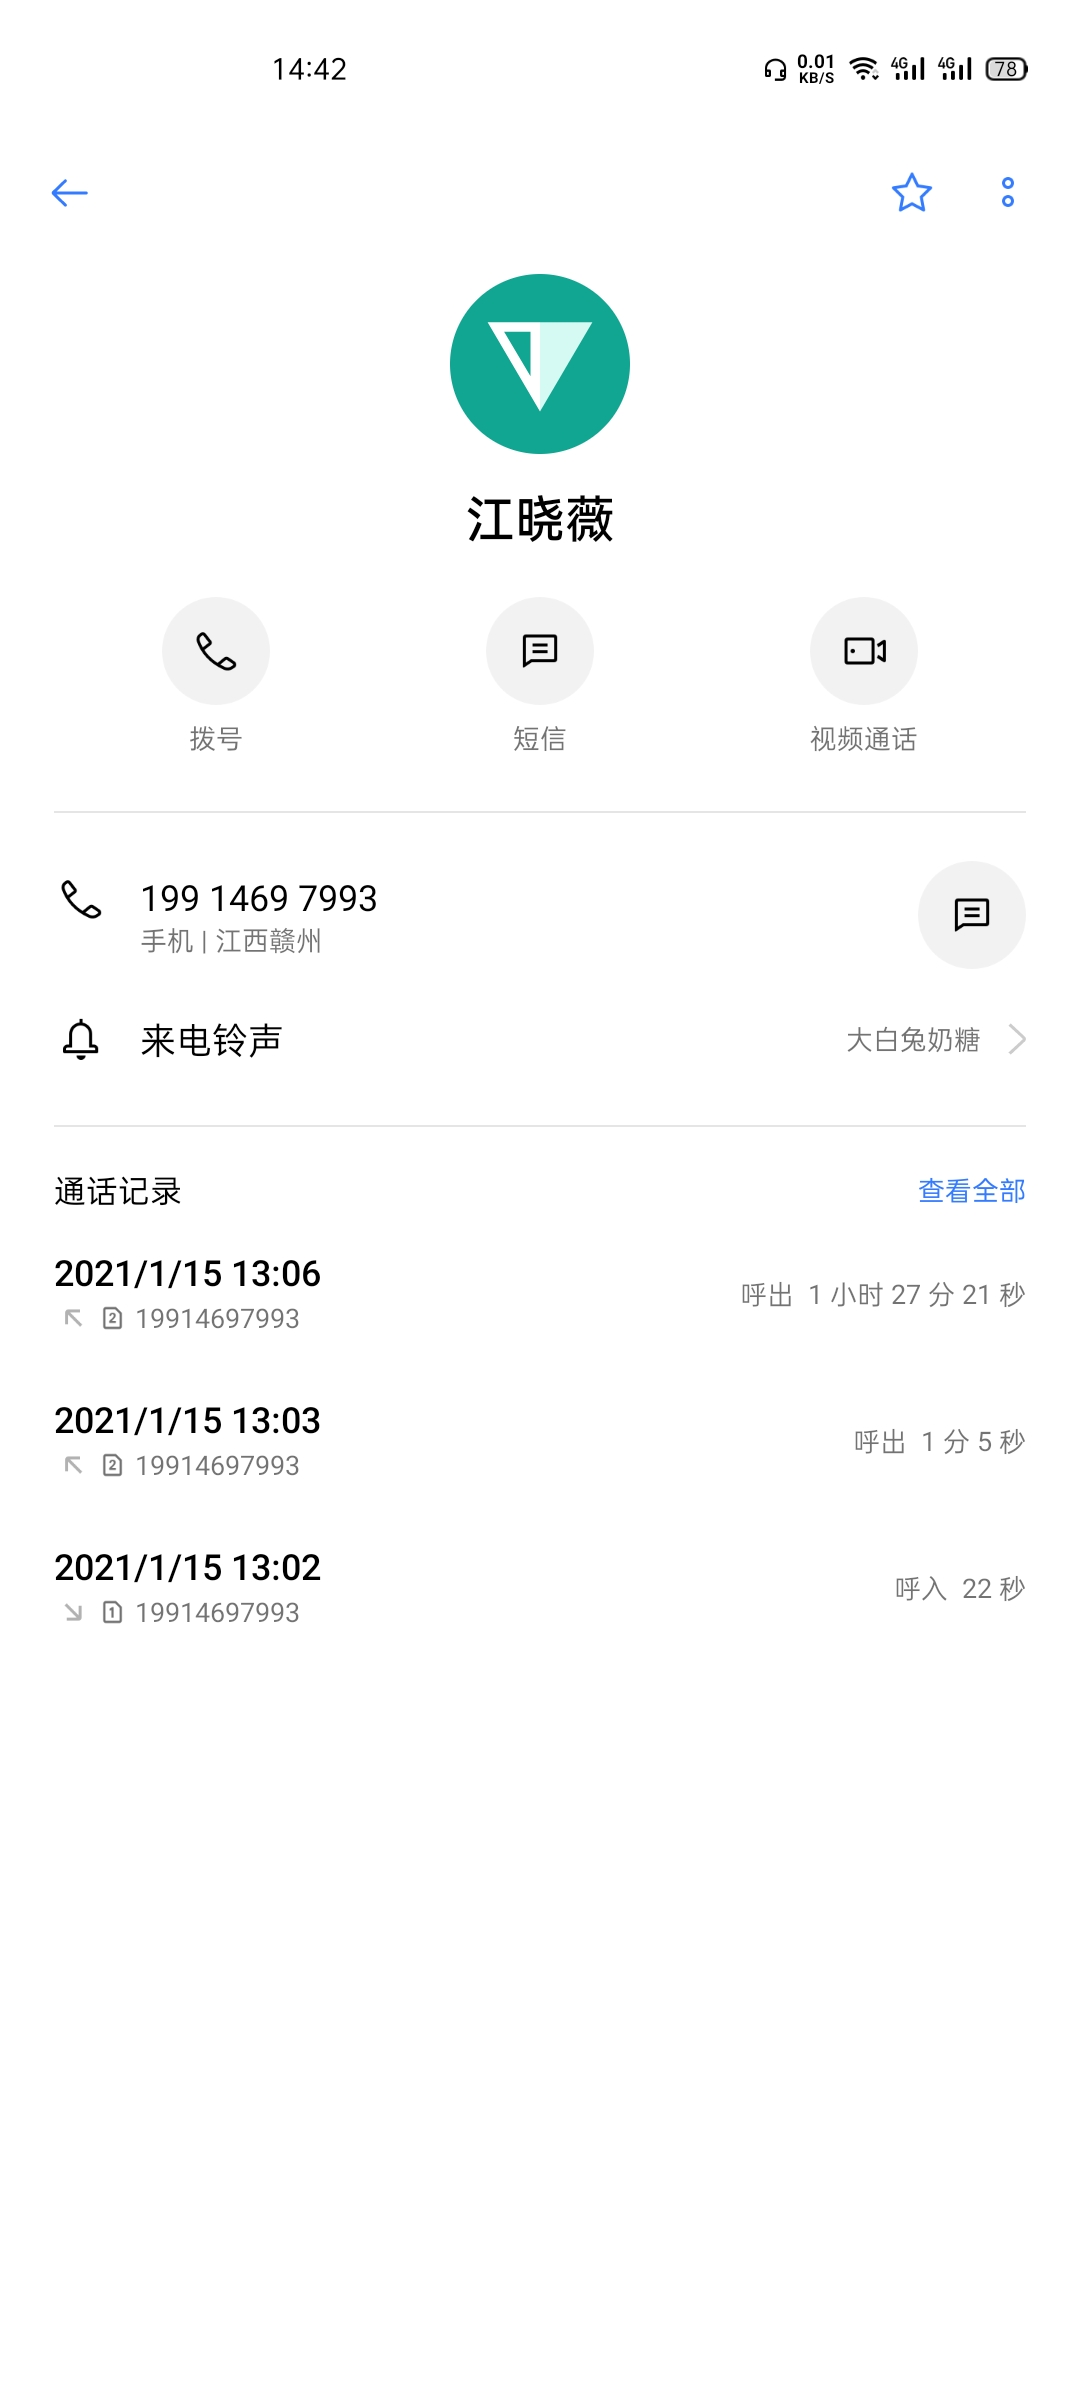 14:42
0.01
KB/S
4G
4G
78
江晓薇
拨号
短信
视频通话
199 1469 7993
手机 | 江西赣州
来电铃声
大白兔奶糖
通话记录
查看全部
2021/1/15 13:06
呼出 1 小时 27 分 21 秒
2 19914697993
2021/1/15 13:03
呼出 1 分 5 秒
2 19914697993
2021/1/15 13:02
呼入 22 秒
1 19914697993